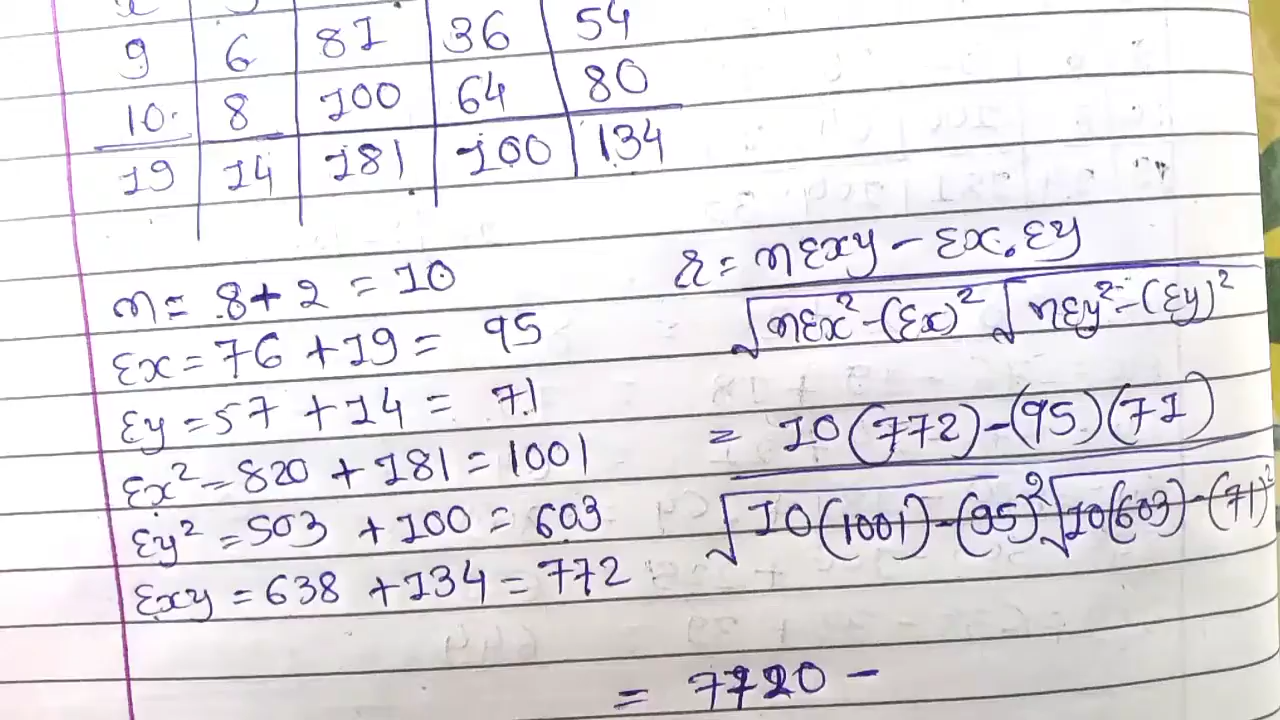 9 6 81 36 54
10. 8 100 64 80
19 14 181 100 134
n = 8 + 2 = 10
Σx = 76 + 19 = 95
Σy = 57 + 14 = 71
Σx² = 820 + 181 = 1001
Σy² = 503 + 100 = 603
Σxy = 638 + 134 = 772
r = nΣxy - Σx.Σy
√nΣx² - (Σx)² √nΣy² - (Σy)²
= 10(772) - (95)(71)
√10(1001) - (95)² √10(603) - (71)²
= 7720 -